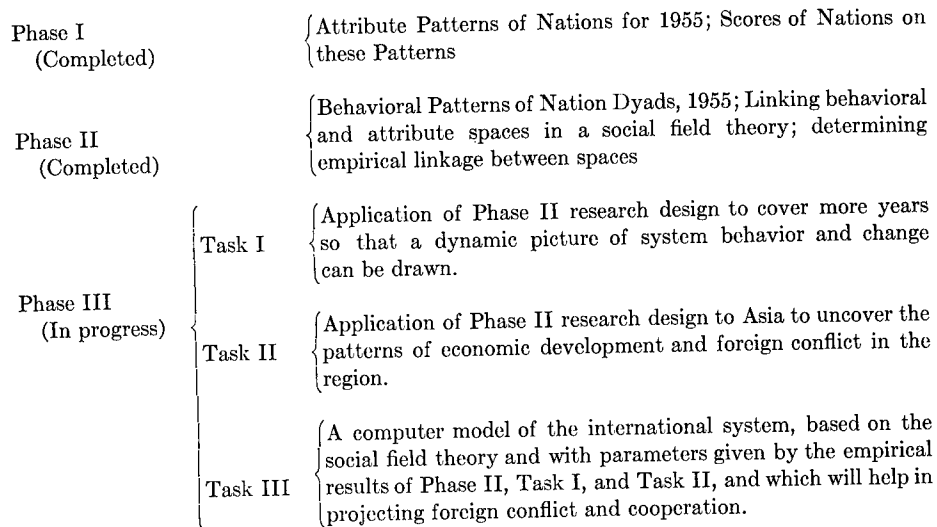 Phase I
(Completed)
Attribute Patterns of Nations for 1955; Scores of Nations on
these Patterns
Phase II
(Completed)
Behavioral Patterns of Nation Dyads, 1955; Linking behavioral
and attribute spaces in a social field theory; determining
empirical linkage between spaces
Phase III
(In progress)
Task I
Application of Phase II research design to cover more years
so that a dynamic picture of system behavior and change
can be drawn.
Task II
Application of Phase II research design to Asia to uncover the
patterns of economic development and foreign conflict in the
region.
Task III
A computer model of the international system, based on the
social field theory and with parameters given by the empirical
results of Phase II, Task I, and Task II, and which will help in
projecting foreign conflict and cooperation.